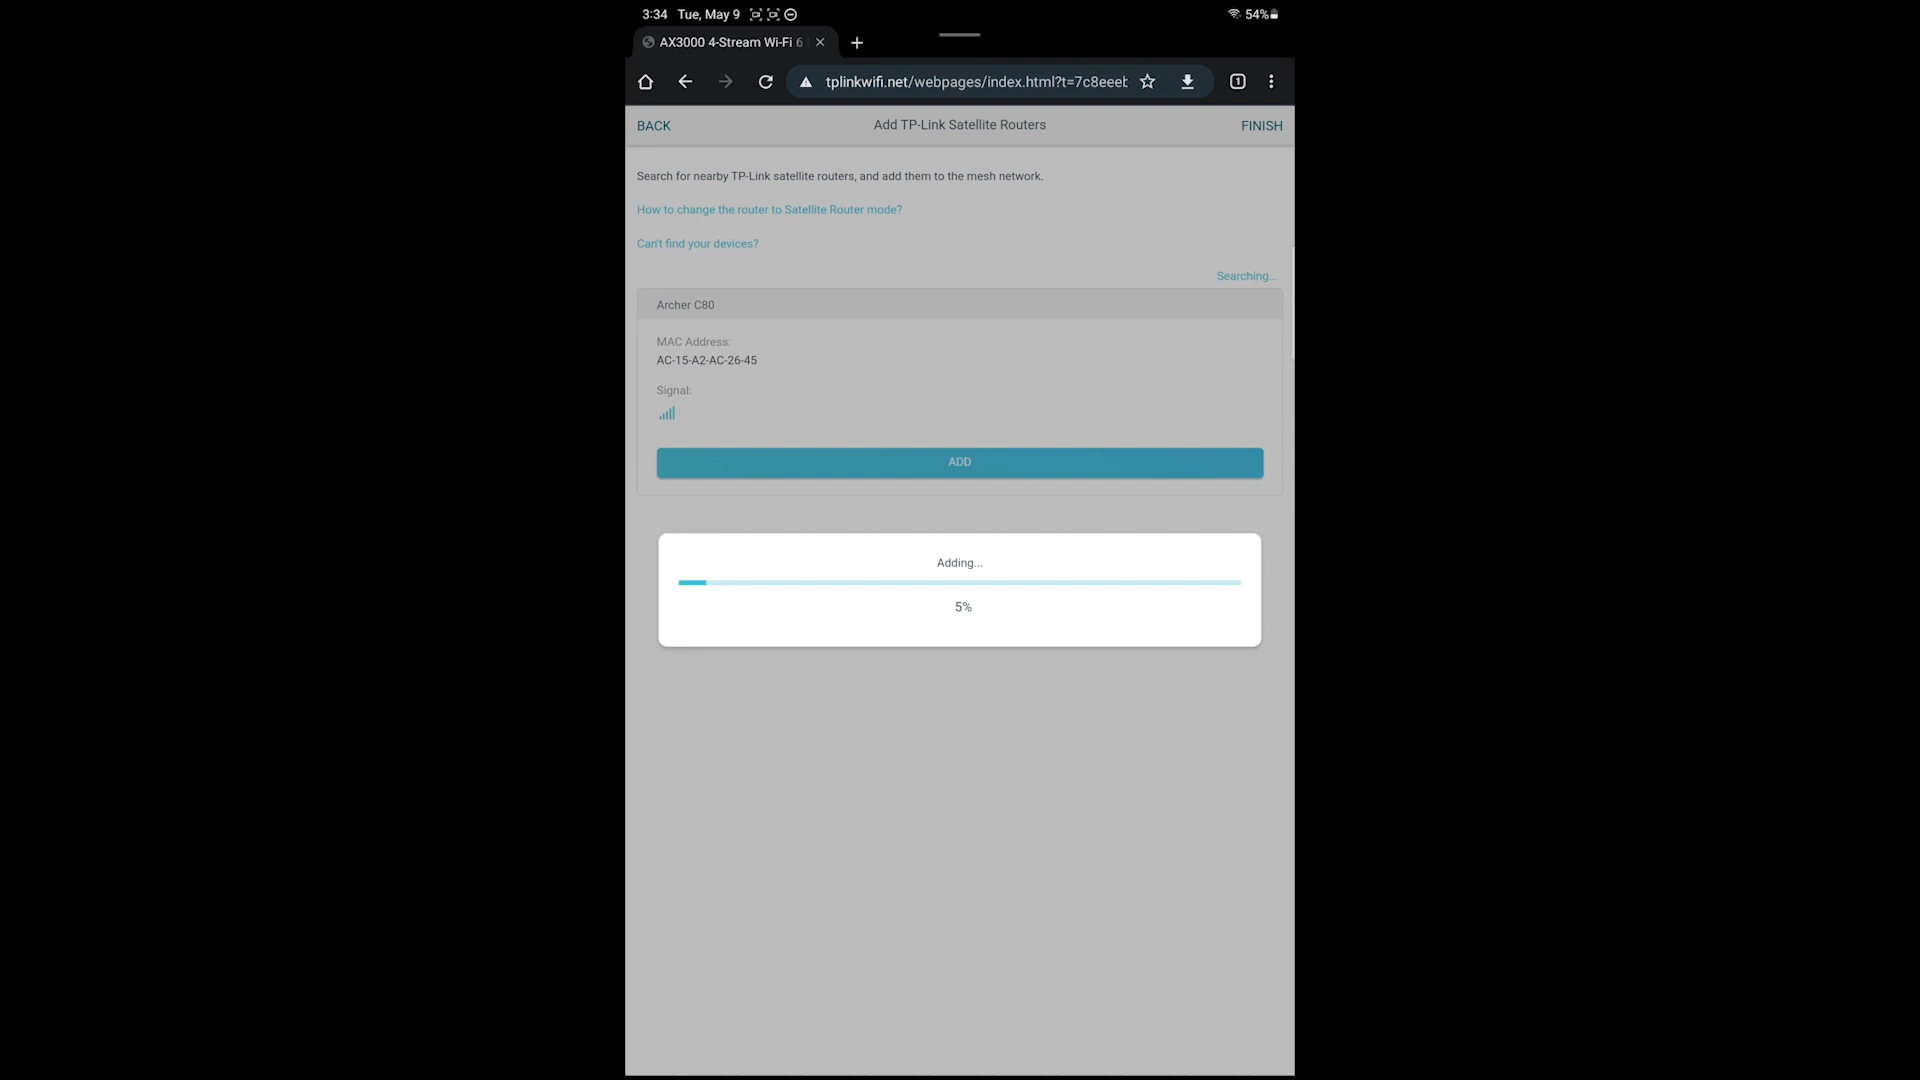 3:34 Tue, May 9 54%
AX3000 4-Stream Wi-Fi 6
tplinkwifi.net/webpages/index.html?t=7c8eeeb 1
BACK Add TP-Link Satellite Routers FINISH
Search for nearby TP-Link satellite routers, and add them to the mesh network.
How to change the router to Satellite Router mode?
Can't find your devices?
Searching...
Archer C80
MAC Address:
AC-15-A2-AC-26-45
Signal:
ADD
Adding...
5%